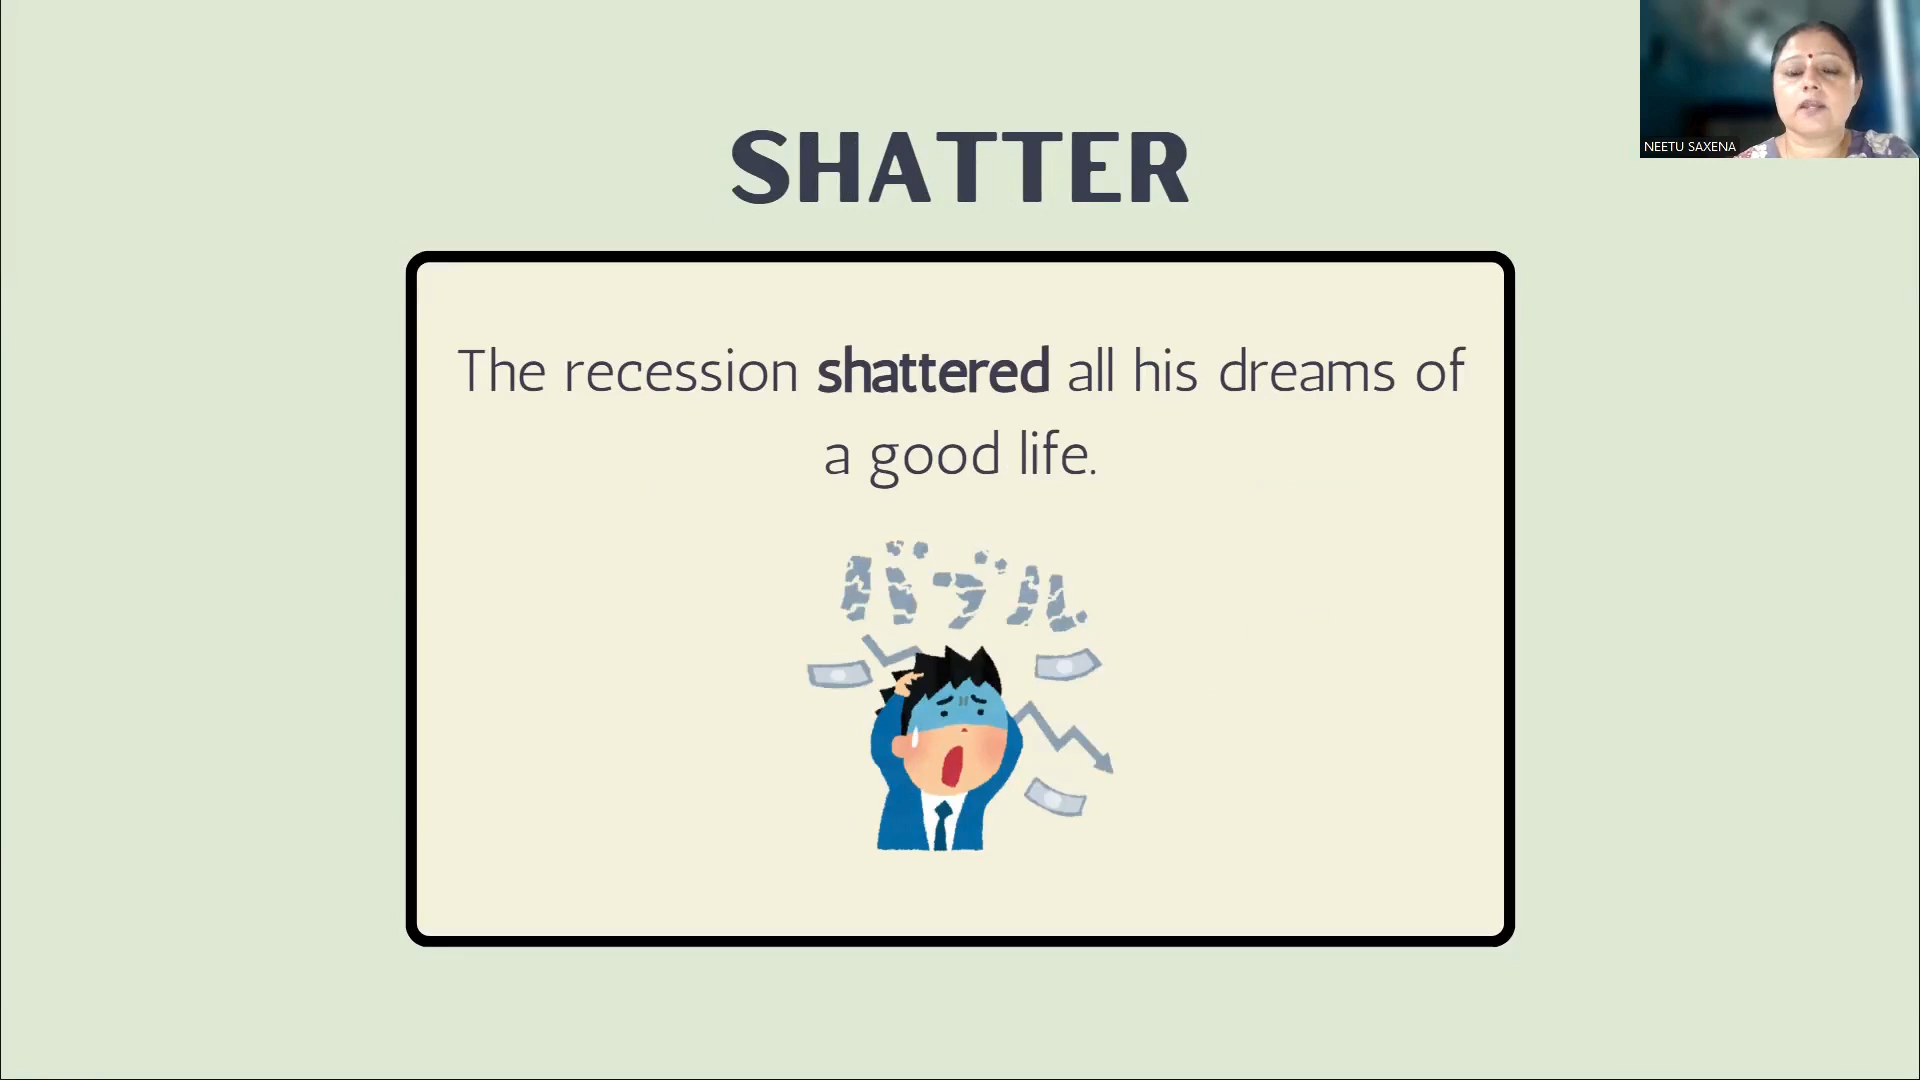 SHATTER
The recession shattered all his dreams of
a good life.
バブル
NEETU SAXENA